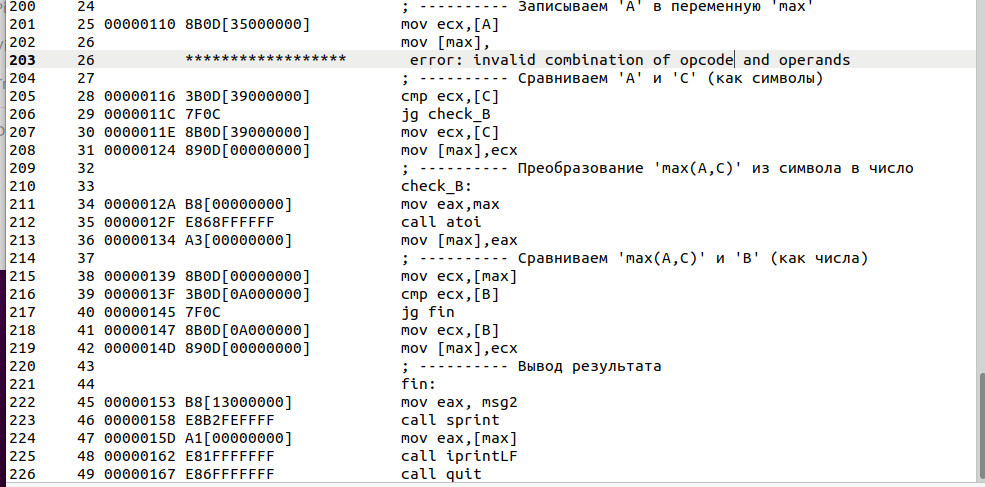 200 24 ; ---------- Записываем 'A' в переменную 'max'
201 25 00000110 8B0D[35000000] mov ecx,[A]
202 26 mov [max],
203 26 ****************** error: invalid combination of opcode and operands
204 27 ; ---------- Сравниваем 'A' и 'С' (как символы)
205 28 00000116 3B0D[39000000] cmp ecx,[C]
206 29 0000011C 7F0C jg check_B
207 30 0000011E 8B0D[39000000] mov ecx,[C]
208 31 00000124 890D[00000000] mov [max],ecx
209 32 ; ---------- Преобразование 'max(A,C)' из символа в число
210 33 check_B:
211 34 0000012A B8[00000000] mov eax,max
212 35 0000012F E868FFFFFF call atoi
213 36 00000134 A3[00000000] mov [max],eax
214 37 ; ---------- Сравниваем 'max(A,C)' и 'B' (как числа)
215 38 00000139 8B0D[00000000] mov ecx,[max]
216 39 0000013F 3B0D[0A000000] cmp ecx,[B]
217 40 00000145 7F0C jg fin
218 41 00000147 8B0D[0A000000] mov ecx,[B]
219 42 0000014D 890D[00000000] mov [max],ecx
220 43 ; ---------- Вывод результата
221 44 fin:
222 45 00000153 B8[13000000] mov eax, msg2
223 46 00000158 E8B2FEFFFF call sprint
224 47 0000015D A1[00000000] mov eax,[max]
225 48 00000162 E81FFFFFFF call iprintLF
226 49 00000167 E86FFFFFFF call quit